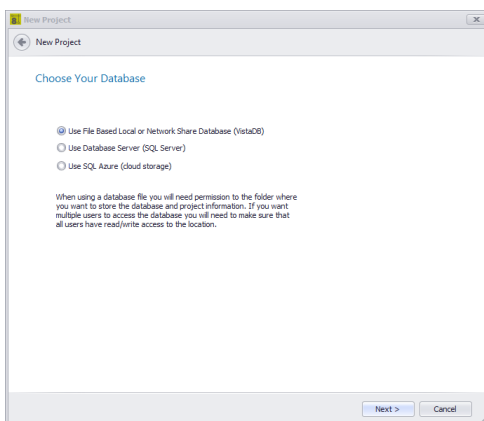 New Project
New Project
Choose Your Database
Use File Based Local or Network Share Database (VistaDB)
Use Database Server (SQL Server)
Use SQL Azure (cloud storage)
When using a database file you will need permission to the folder where
you want to store the database and project information. If you want
multiple users to access the database you will need to make sure that
all users have read/write access to the location.
Next >
Cancel